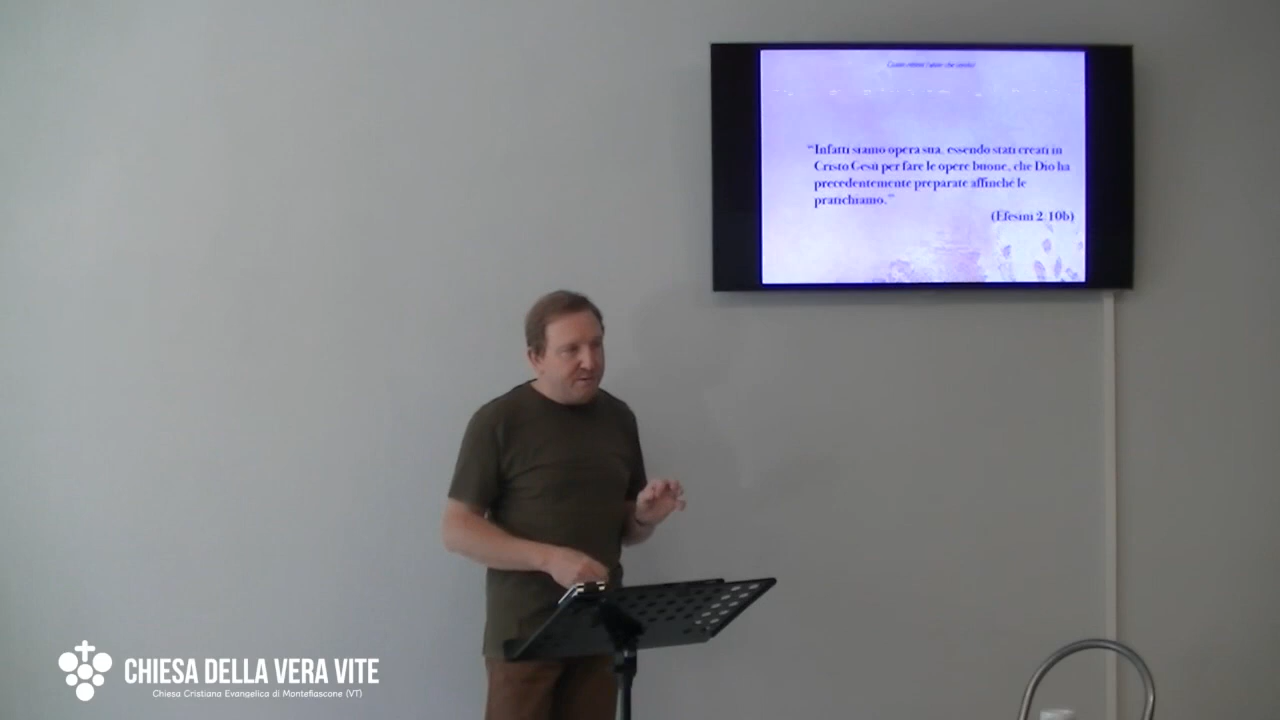 “Infatti siamo opera sua, essendo stati creati in
Cristo Gesù per fare le opere buone, che Dio ha
precedentemente preparate affinché le
pratichiamo.”
(Efesini 2:10b)
CHIESA DELLA VERA VITE
Chiesa Cristiana Evangelica di Montefiascone (VT)